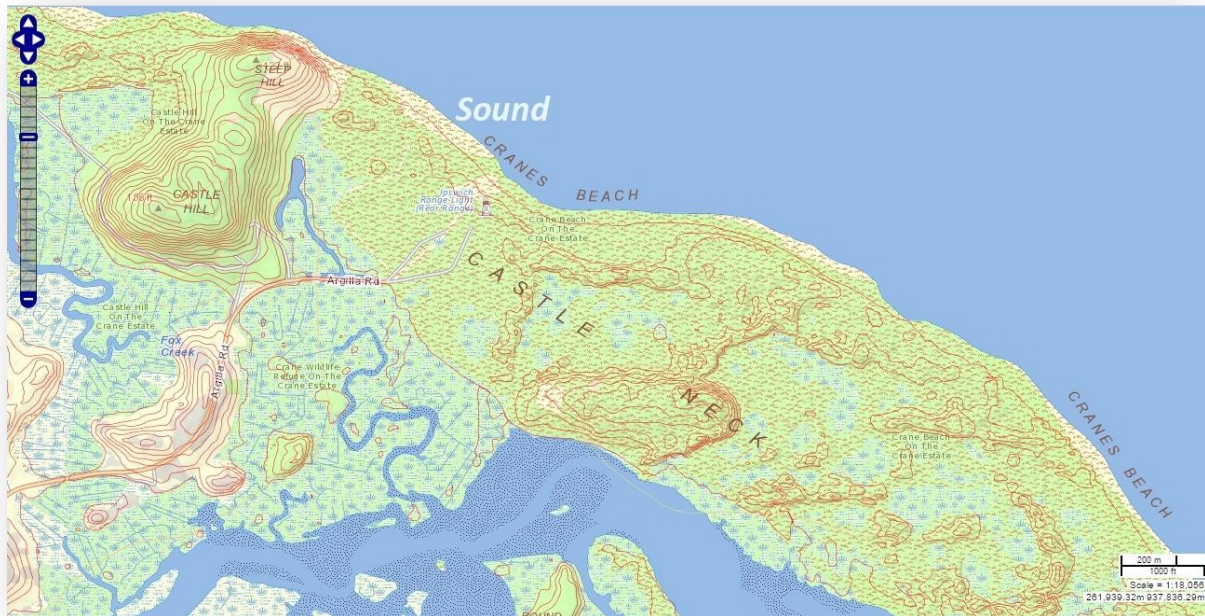 STEEP
HILL
Sound
Castle Hill
On The Crane
Estate
CRANES BEACH
CASTLE
HILL
Ipswich
Range Light
(Rear Range)
Crane Beach
On The
Crane Estate
CASTLE
Argilla Rd
Castle Hill
On The
Crane Estate
Fox
Creek
Argilla Rd
Crane Wildlife
Refuge On The
Crane Estate
NECK
CRANES BEACH
Crane Beach
On The
Crane Estate
200 m
1000 ft
Scale = 1:18,056
261,939.32m 937,836.29m